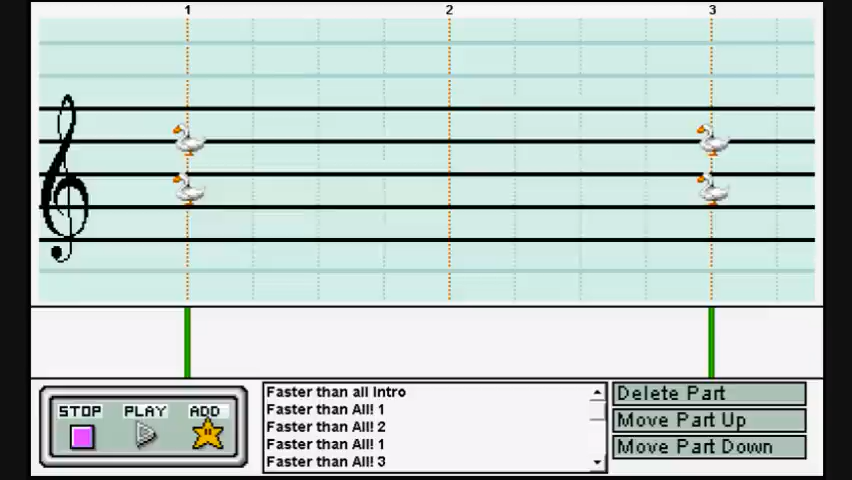 1 2 3
STOP PLAY ADD
Faster than all Intro
Faster than All! 1
Faster than All! 2
Faster than All! 1
Faster than All! 3
Delete Part
Move Part Up
Move Part Down